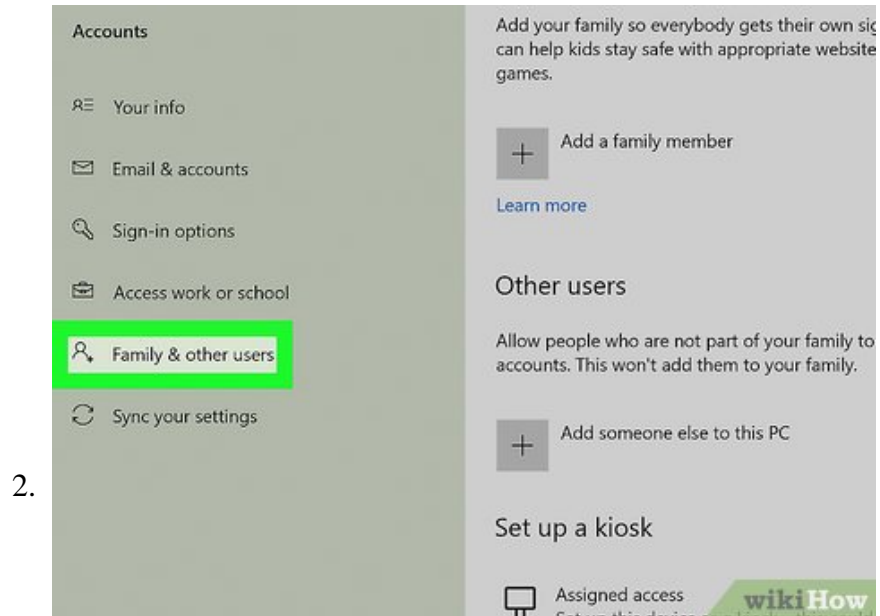 Accounts
Your info
Email & accounts
Sign-in options
Access work or school
Family & other users
Sync your settings
2.
Add your family so everybody gets their own
can help kids stay safe with appropriate website
games.
Add a family member
Learn more
Other users
Allow people who are not part of your family to
accounts. This won't add them to your family.
Add someone else to this PC
Set up a kiosk
Assigned access
wikiHow